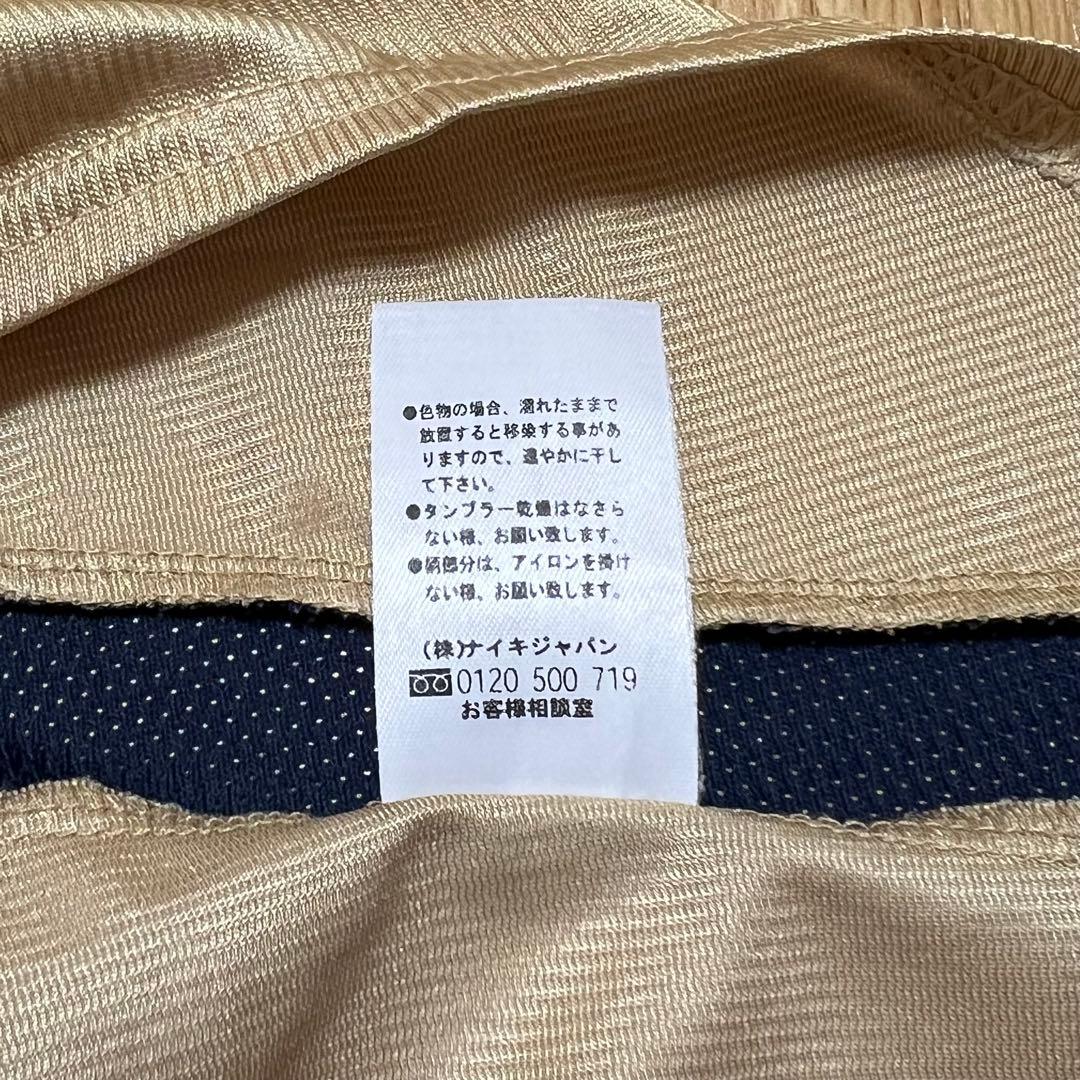 ●色物の場合、濡れたままで
放置すると移染する事があ
りますので、速やかに干し
て下さい。
●タンブラー乾燥はなさら
ない様、お願い致します。
●柄部分は、アイロンを掛け
ない様、お願い致します。
(株)ナイキジャパン
0120 500 719
お客様相談室